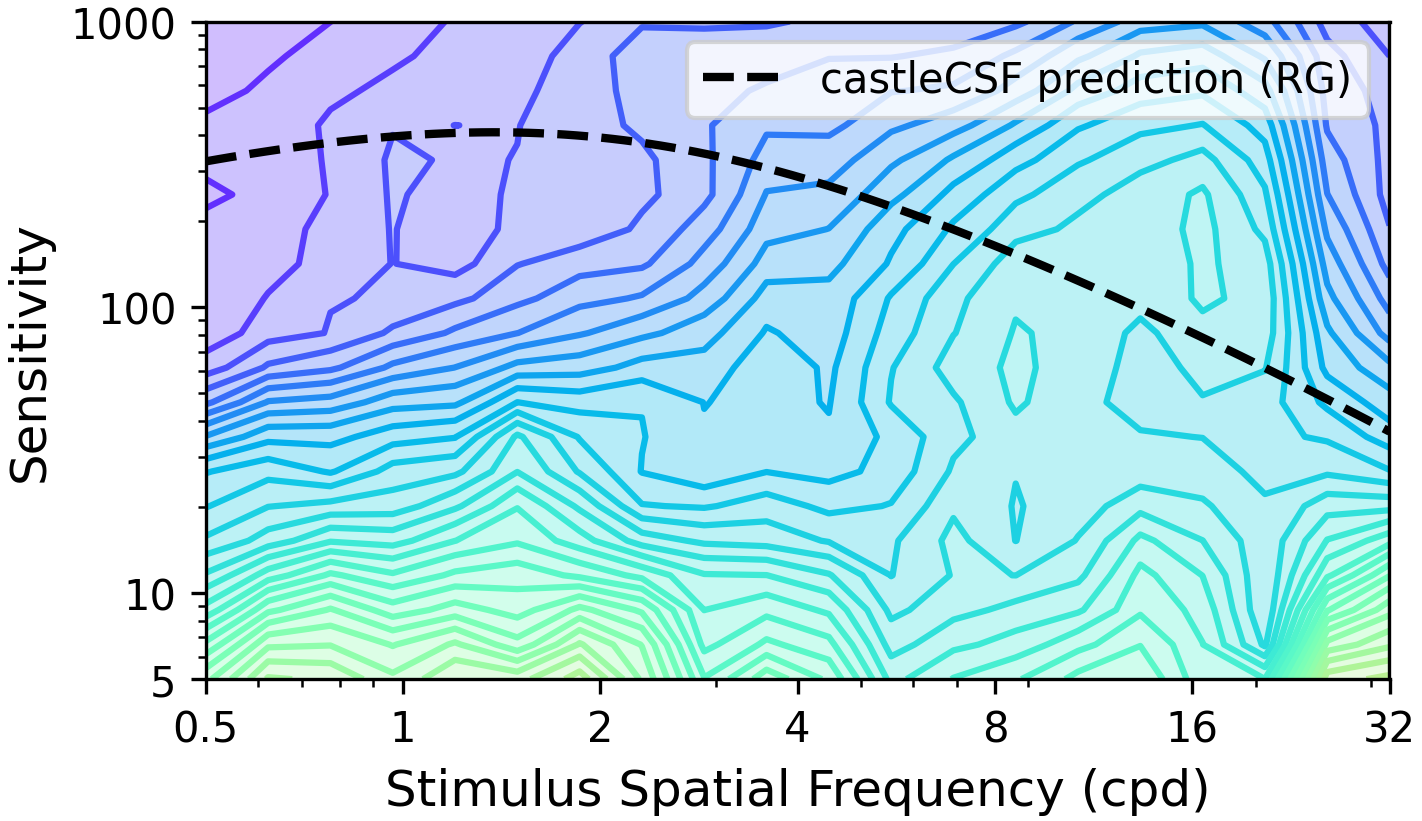 1000
100
10
5
Sensitivity
castleCSF prediction (RG)
0.5 1 2 4 8 16 32
Stimulus Spatial Frequency (cpd)